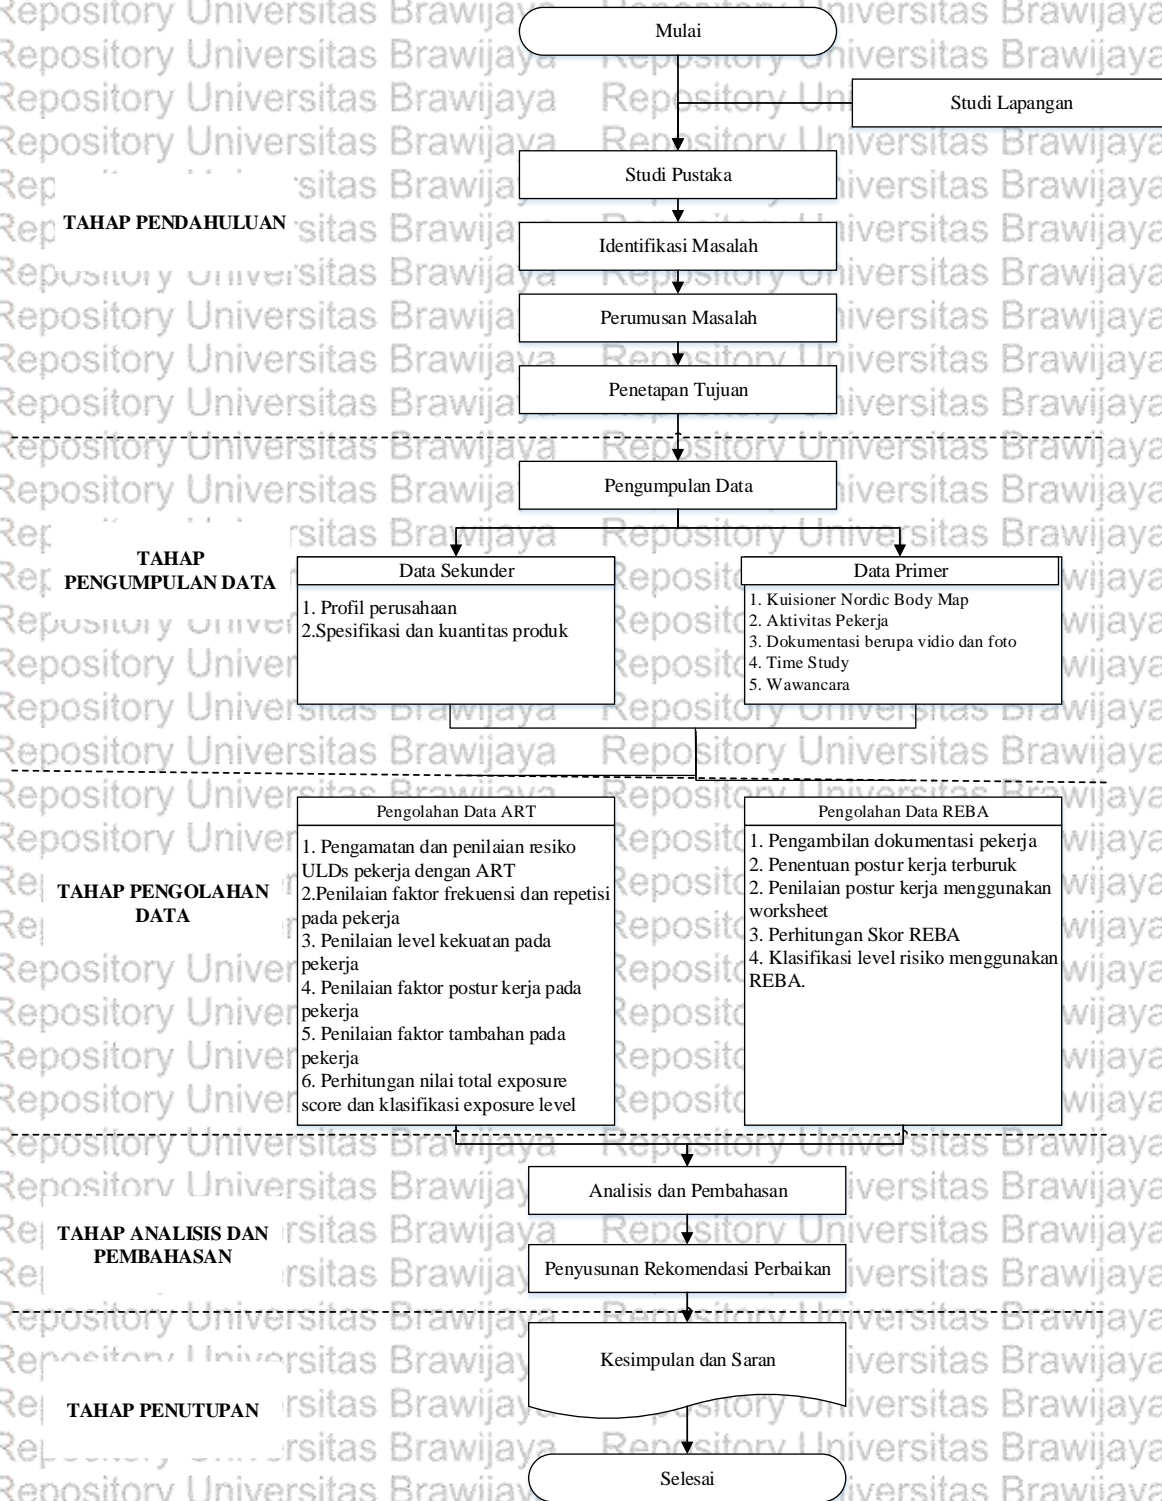 Mulai
Studi Lapangan
TAHAP PENDAHULUAN
Studi Pustaka
Identifikasi Masalah
Perumusan Masalah
Penetapan Tujuan
Pengumpulan Data
TAHAP
PENGUMPULAN DATA
Data Sekunder
1. Profil perusahaan
2.Spesifikasi dan kuantitas produk
Data Primer
1. Kuisioner Nordic Body Map
2. Aktivitas Pekerja
3. Dokumentasi berupa vidio dan foto
4. Time Study
5. Wawancara
TAHAP PENGOLAHAN
DATA
Pengolahan Data ART
1. Pengamatan dan penilaian resiko
ULDs pekerja dengan ART
2.Penilaian faktor frekuensi dan repetisi
pada pekerja
3. Penilaian level kekuatan pada
pekerja
4. Penilaian faktor postur kerja pada
pekerja
5. Penilaian faktor tambahan pada
pekerja
6. Perhitungan nilai total exposure
score dan klasifikasi exposure level
Pengolahan Data REBA
1. Pengambilan dokumentasi pekerja
2. Penentuan postur kerja terburuk
2. Penilaian postur kerja menggunakan
worksheet
3. Perhitungan Skor REBA
4. Klasifikasi level risiko menggunakan
REBA.
TAHAP ANALISIS DAN
PEMBAHASAN
Analisis dan Pembahasan
Penyusunan Rekomendasi Perbaikan
TAHAP PENUTUPAN
Kesimpulan dan Saran
Selesai
Repository Universitas Brawijaya